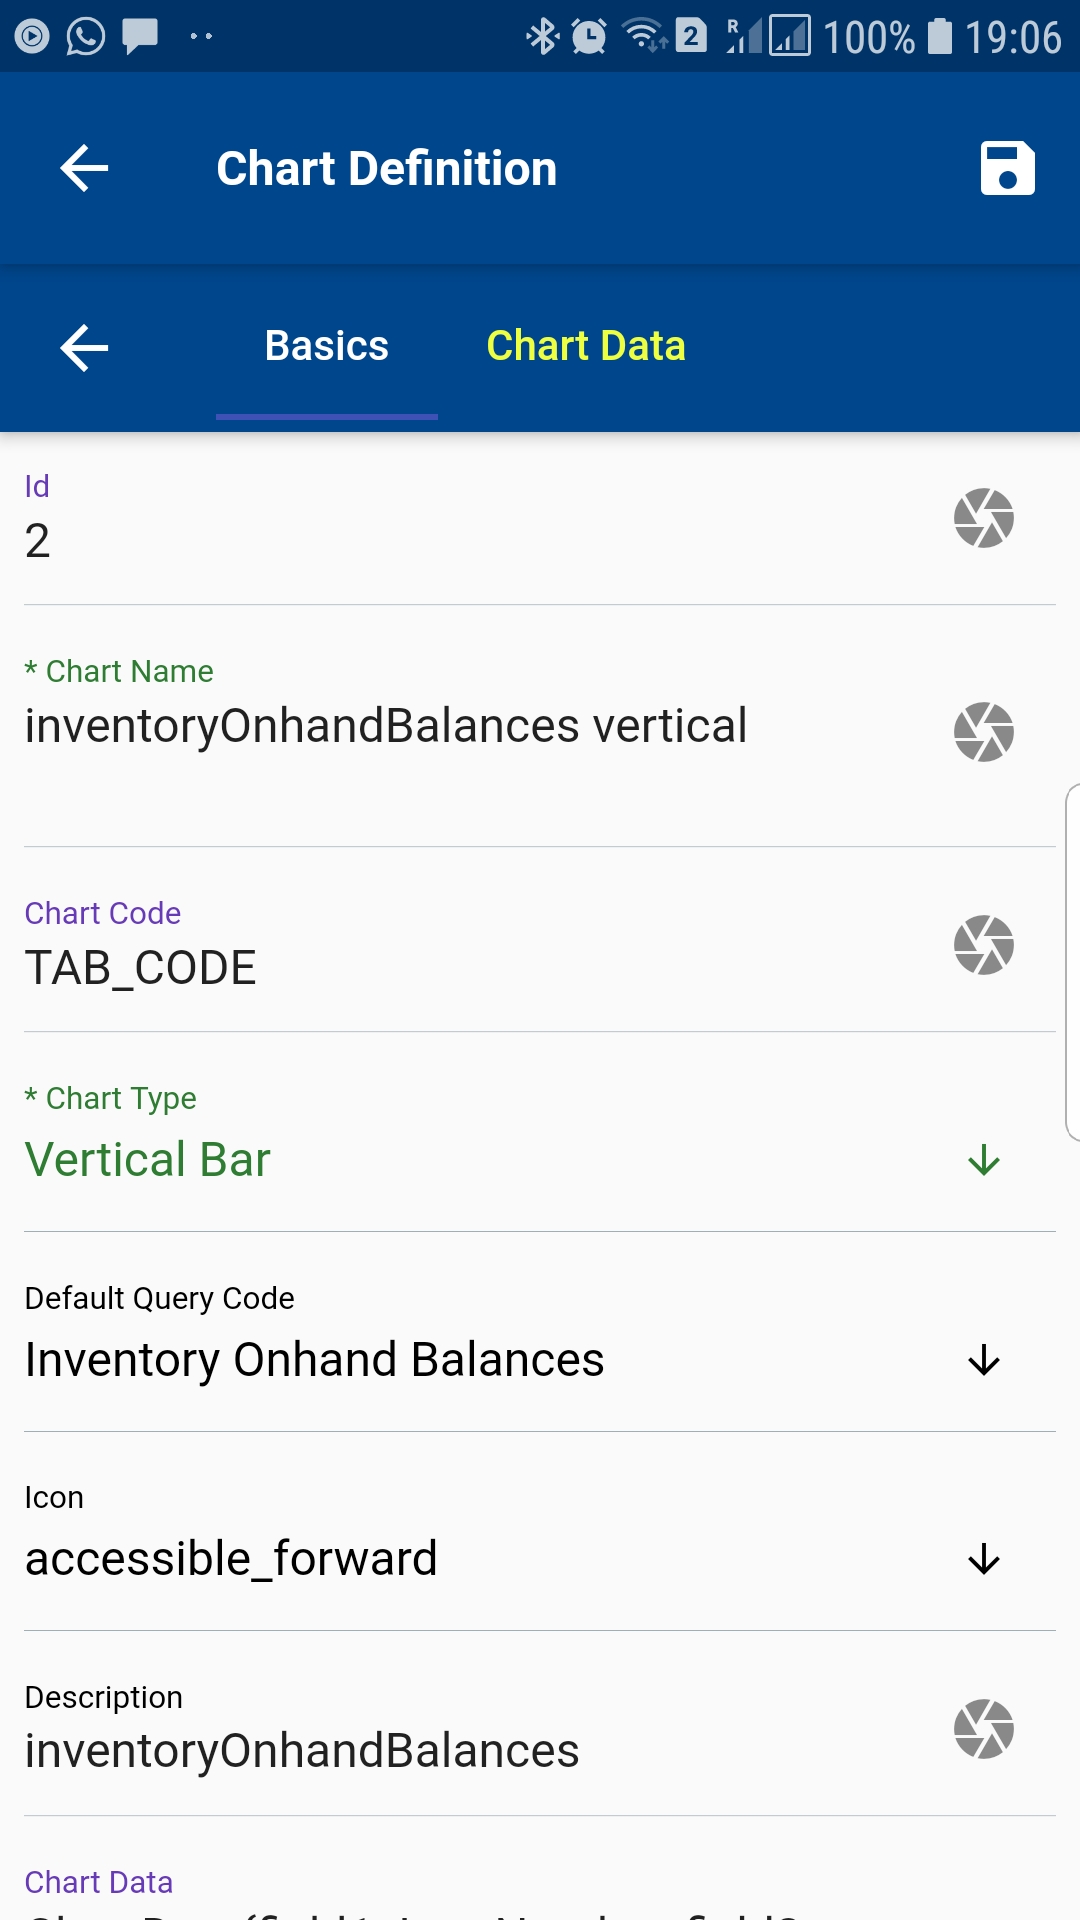 2 R 100% 19:06
Chart Definition
Basics Chart Data
Id
2
* Chart Name
inventoryOnhandBalances vertical
Chart Code
TAB_CODE
* Chart Type
Vertical Bar
Default Query Code
Inventory Onhand Balances
Icon
accessible_forward
Description
inventoryOnhandBalances
Chart Data